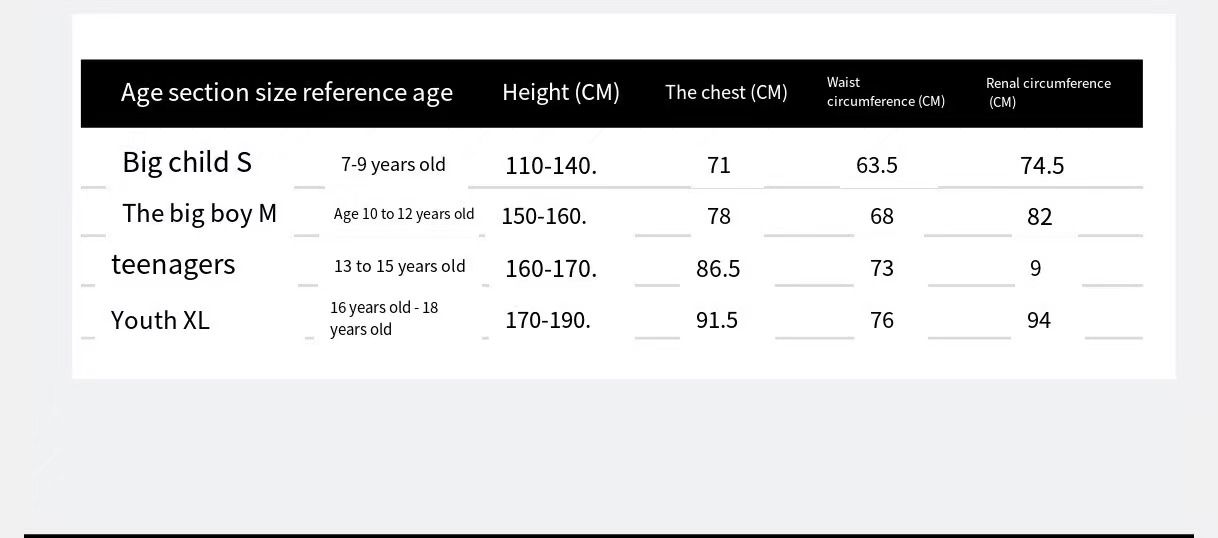 Age section size reference age Height (CM) The chest (CM) Waist circumference (CM) Renal circumference (CM)
Big child S 7-9 years old 110-140. 71 63.5 74.5
The big boy M Age 10 to 12 years old 150-160. 78 68 82
teenagers 13 to 15 years old 160-170. 86.5 73 9
Youth XL 16 years old - 18 years old 170-190. 91.5 76 94